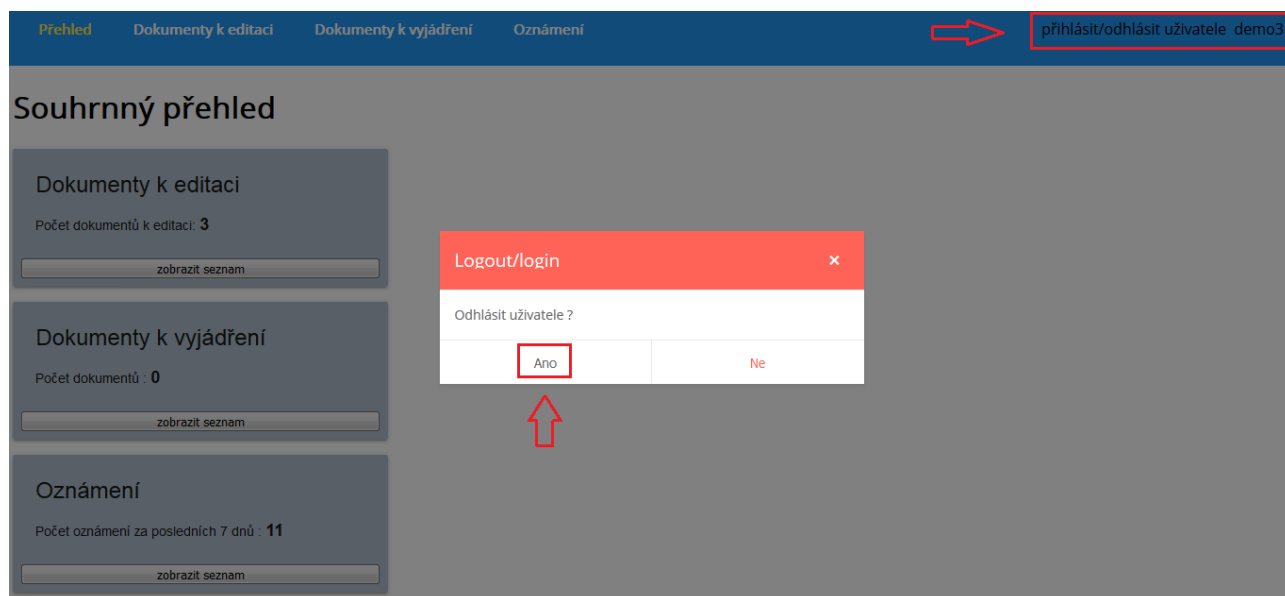 Přehled Dokumenty k editaci Dokumenty k vyjádření Oznámení přihlásit/odhlásit uživatele demo3
Souhrnný přehled
Dokumenty k editaci
Počet dokumentů k editaci: 3
zobrazit seznam
Dokumenty k vyjádření
Počet dokumentů : 0
zobrazit seznam
Oznámení
Počet oznámení za posledních 7 dnů : 11
zobrazit seznam
Logout/login ×
Odhlásit uživatele ?
Ano Ne